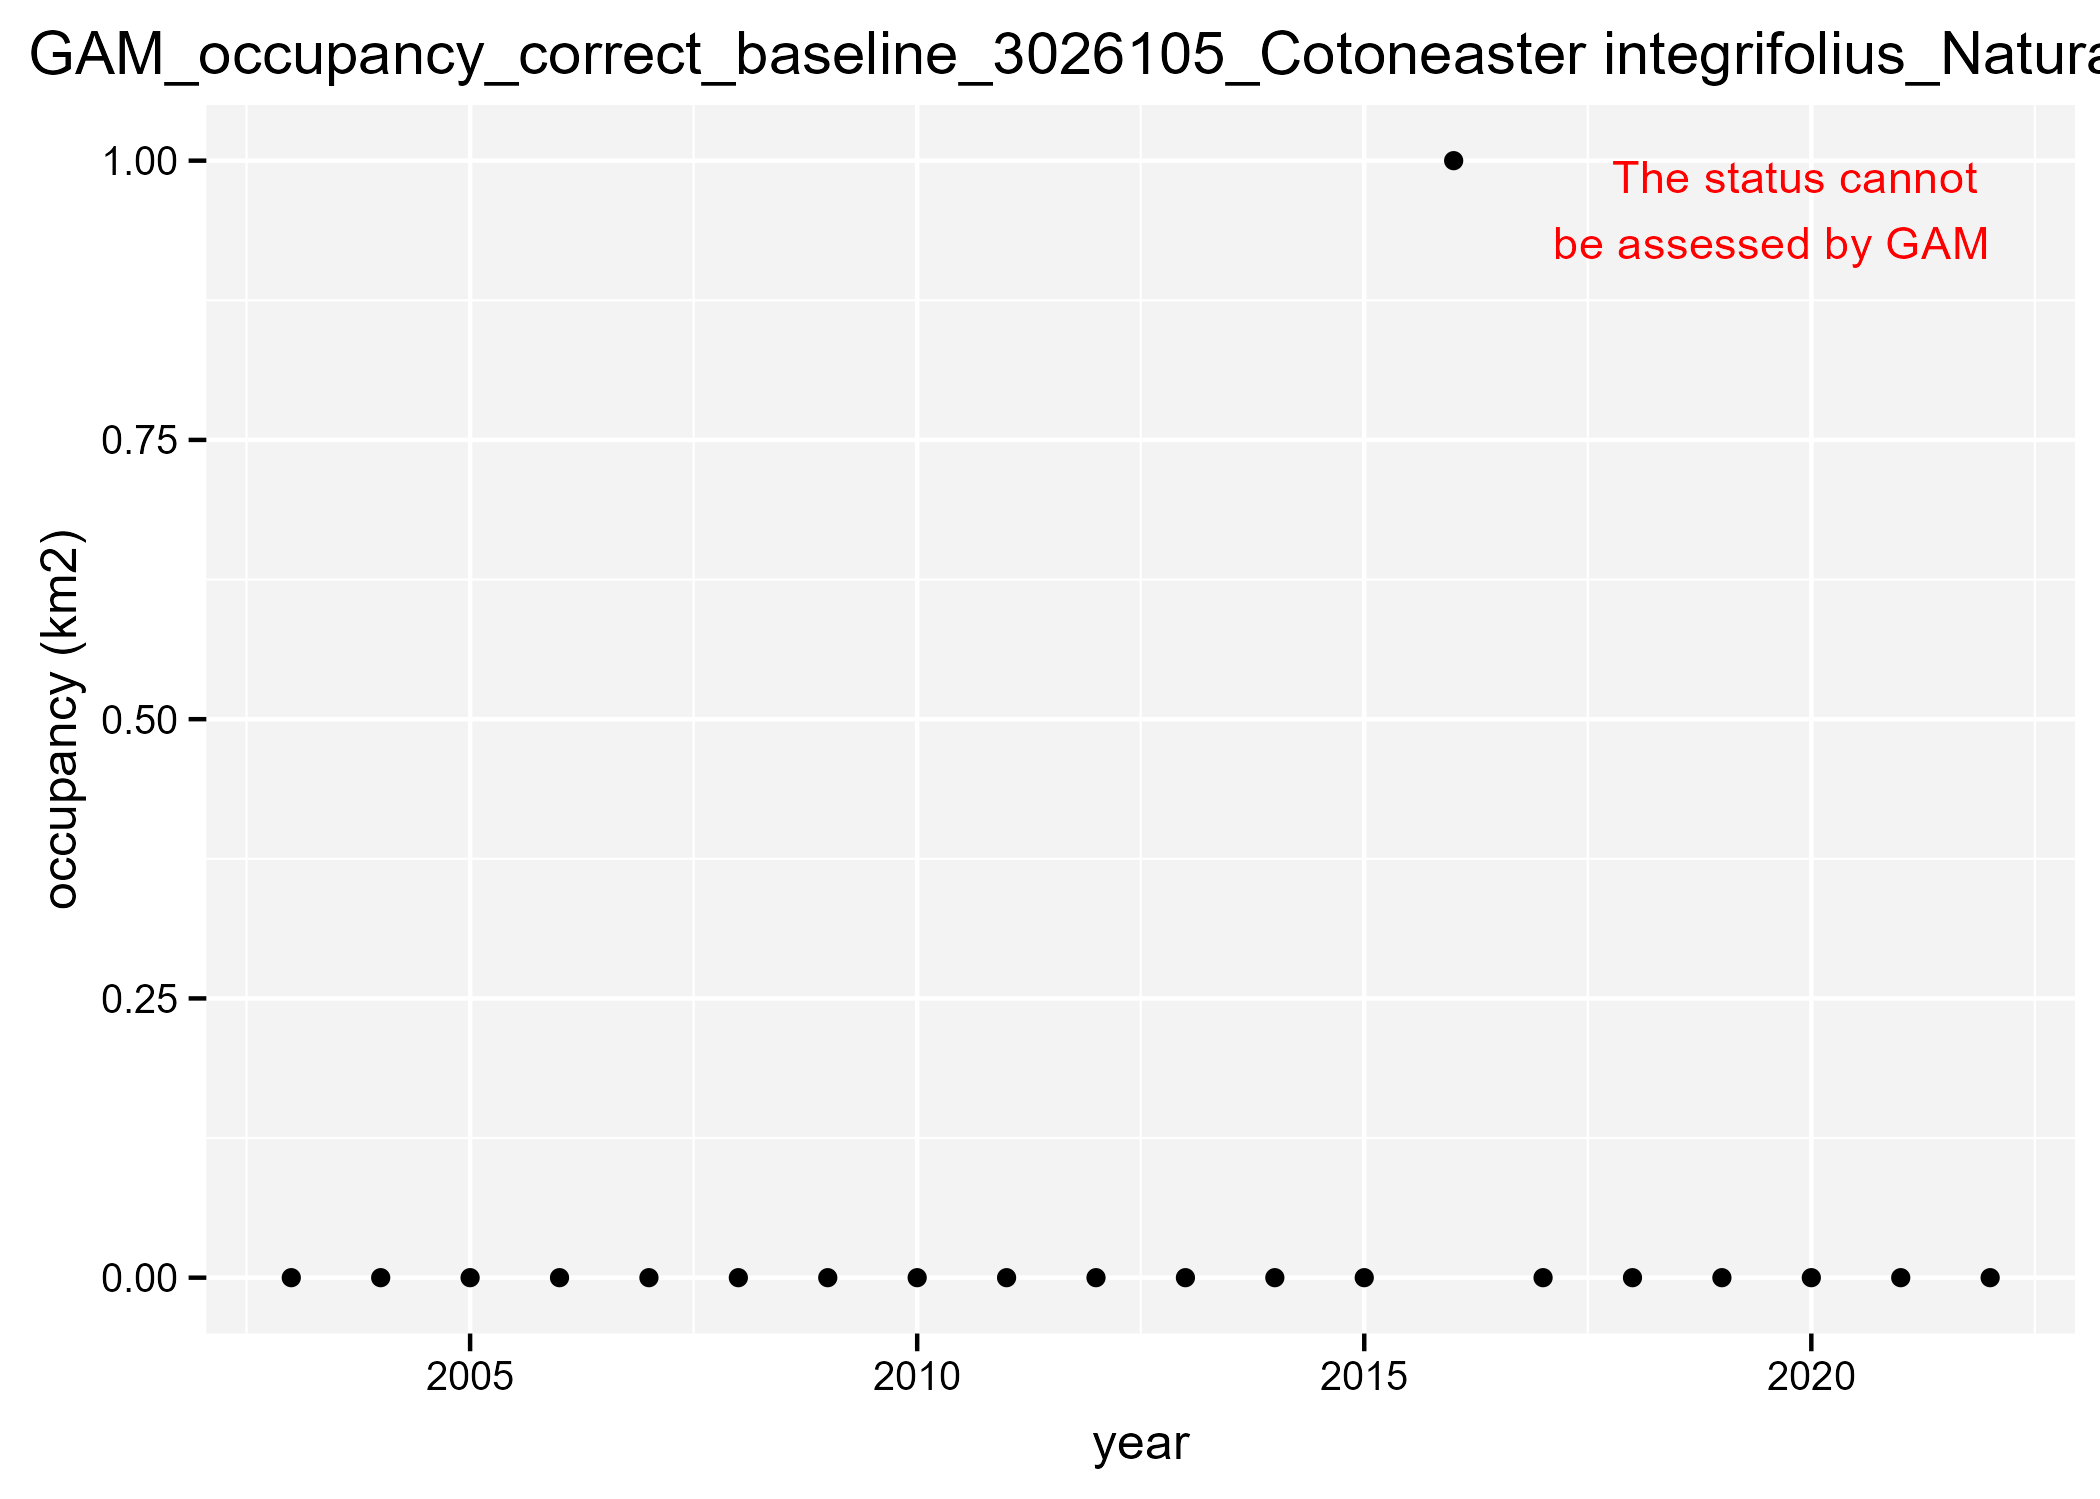 GAM_occupancy_correct_baseline_3026105_Cotoneaster integrifolius_Natura
1.00
The status cannot
be assessed by GAM
0.75
0.50
0.25
0.00
occupancy (km2)
2005 2010 2015 2020
year